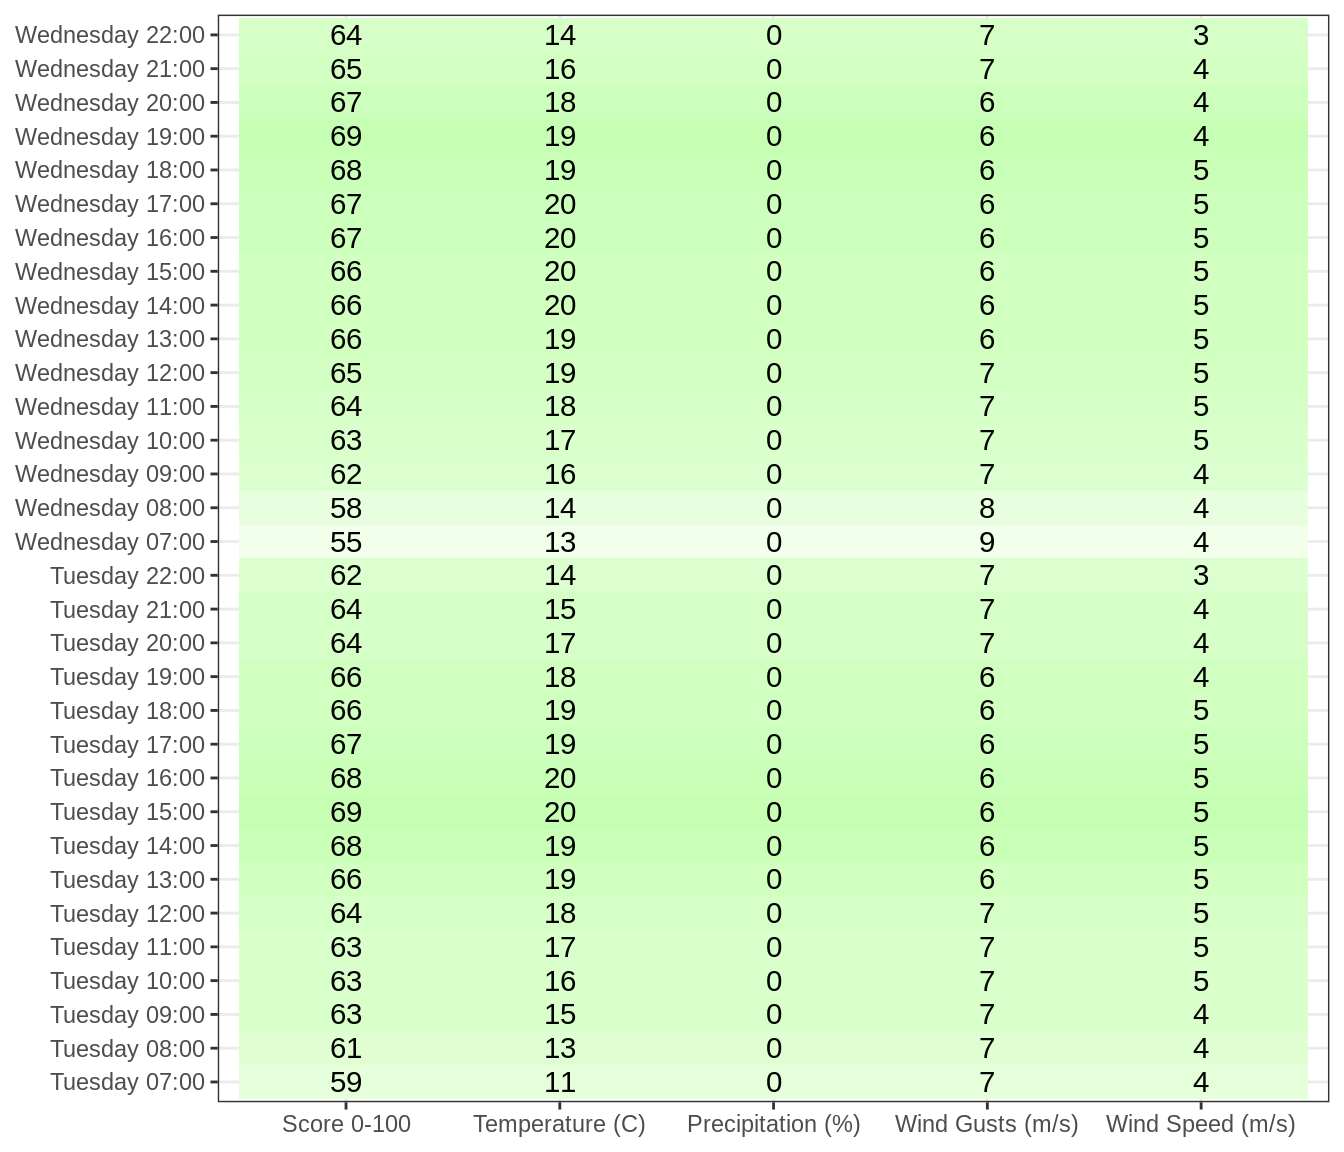 Wednesday 22:00 64 14 0 7 3
Wednesday 21:00 65 16 0 7 4
Wednesday 20:00 67 18 0 6 4
Wednesday 19:00 69 19 0 6 4
Wednesday 18:00 68 19 0 6 5
Wednesday 17:00 67 20 0 6 5
Wednesday 16:00 67 20 0 6 5
Wednesday 15:00 66 20 0 6 5
Wednesday 14:00 66 20 0 6 5
Wednesday 13:00 66 19 0 6 5
Wednesday 12:00 65 19 0 7 5
Wednesday 11:00 64 18 0 7 5
Wednesday 10:00 63 17 0 7 5
Wednesday 09:00 62 16 0 7 4
Wednesday 08:00 58 14 0 8 4
Wednesday 07:00 55 13 0 9 4
Tuesday 22:00 62 14 0 7 3
Tuesday 21:00 64 15 0 7 4
Tuesday 20:00 64 17 0 7 4
Tuesday 19:00 66 18 0 6 4
Tuesday 18:00 66 19 0 6 5
Tuesday 17:00 67 19 0 6 5
Tuesday 16:00 68 20 0 6 5
Tuesday 15:00 69 20 0 6 5
Tuesday 14:00 68 19 0 6 5
Tuesday 13:00 66 19 0 6 5
Tuesday 12:00 64 18 0 7 5
Tuesday 11:00 63 17 0 7 5
Tuesday 10:00 63 16 0 7 5
Tuesday 09:00 63 15 0 7 4
Tuesday 08:00 61 13 0 7 4
Tuesday 07:00 59 11 0 7 4
Score 0-100 Temperature (C) Precipitation (%) Wind Gusts (m/s) Wind Speed (m/s)